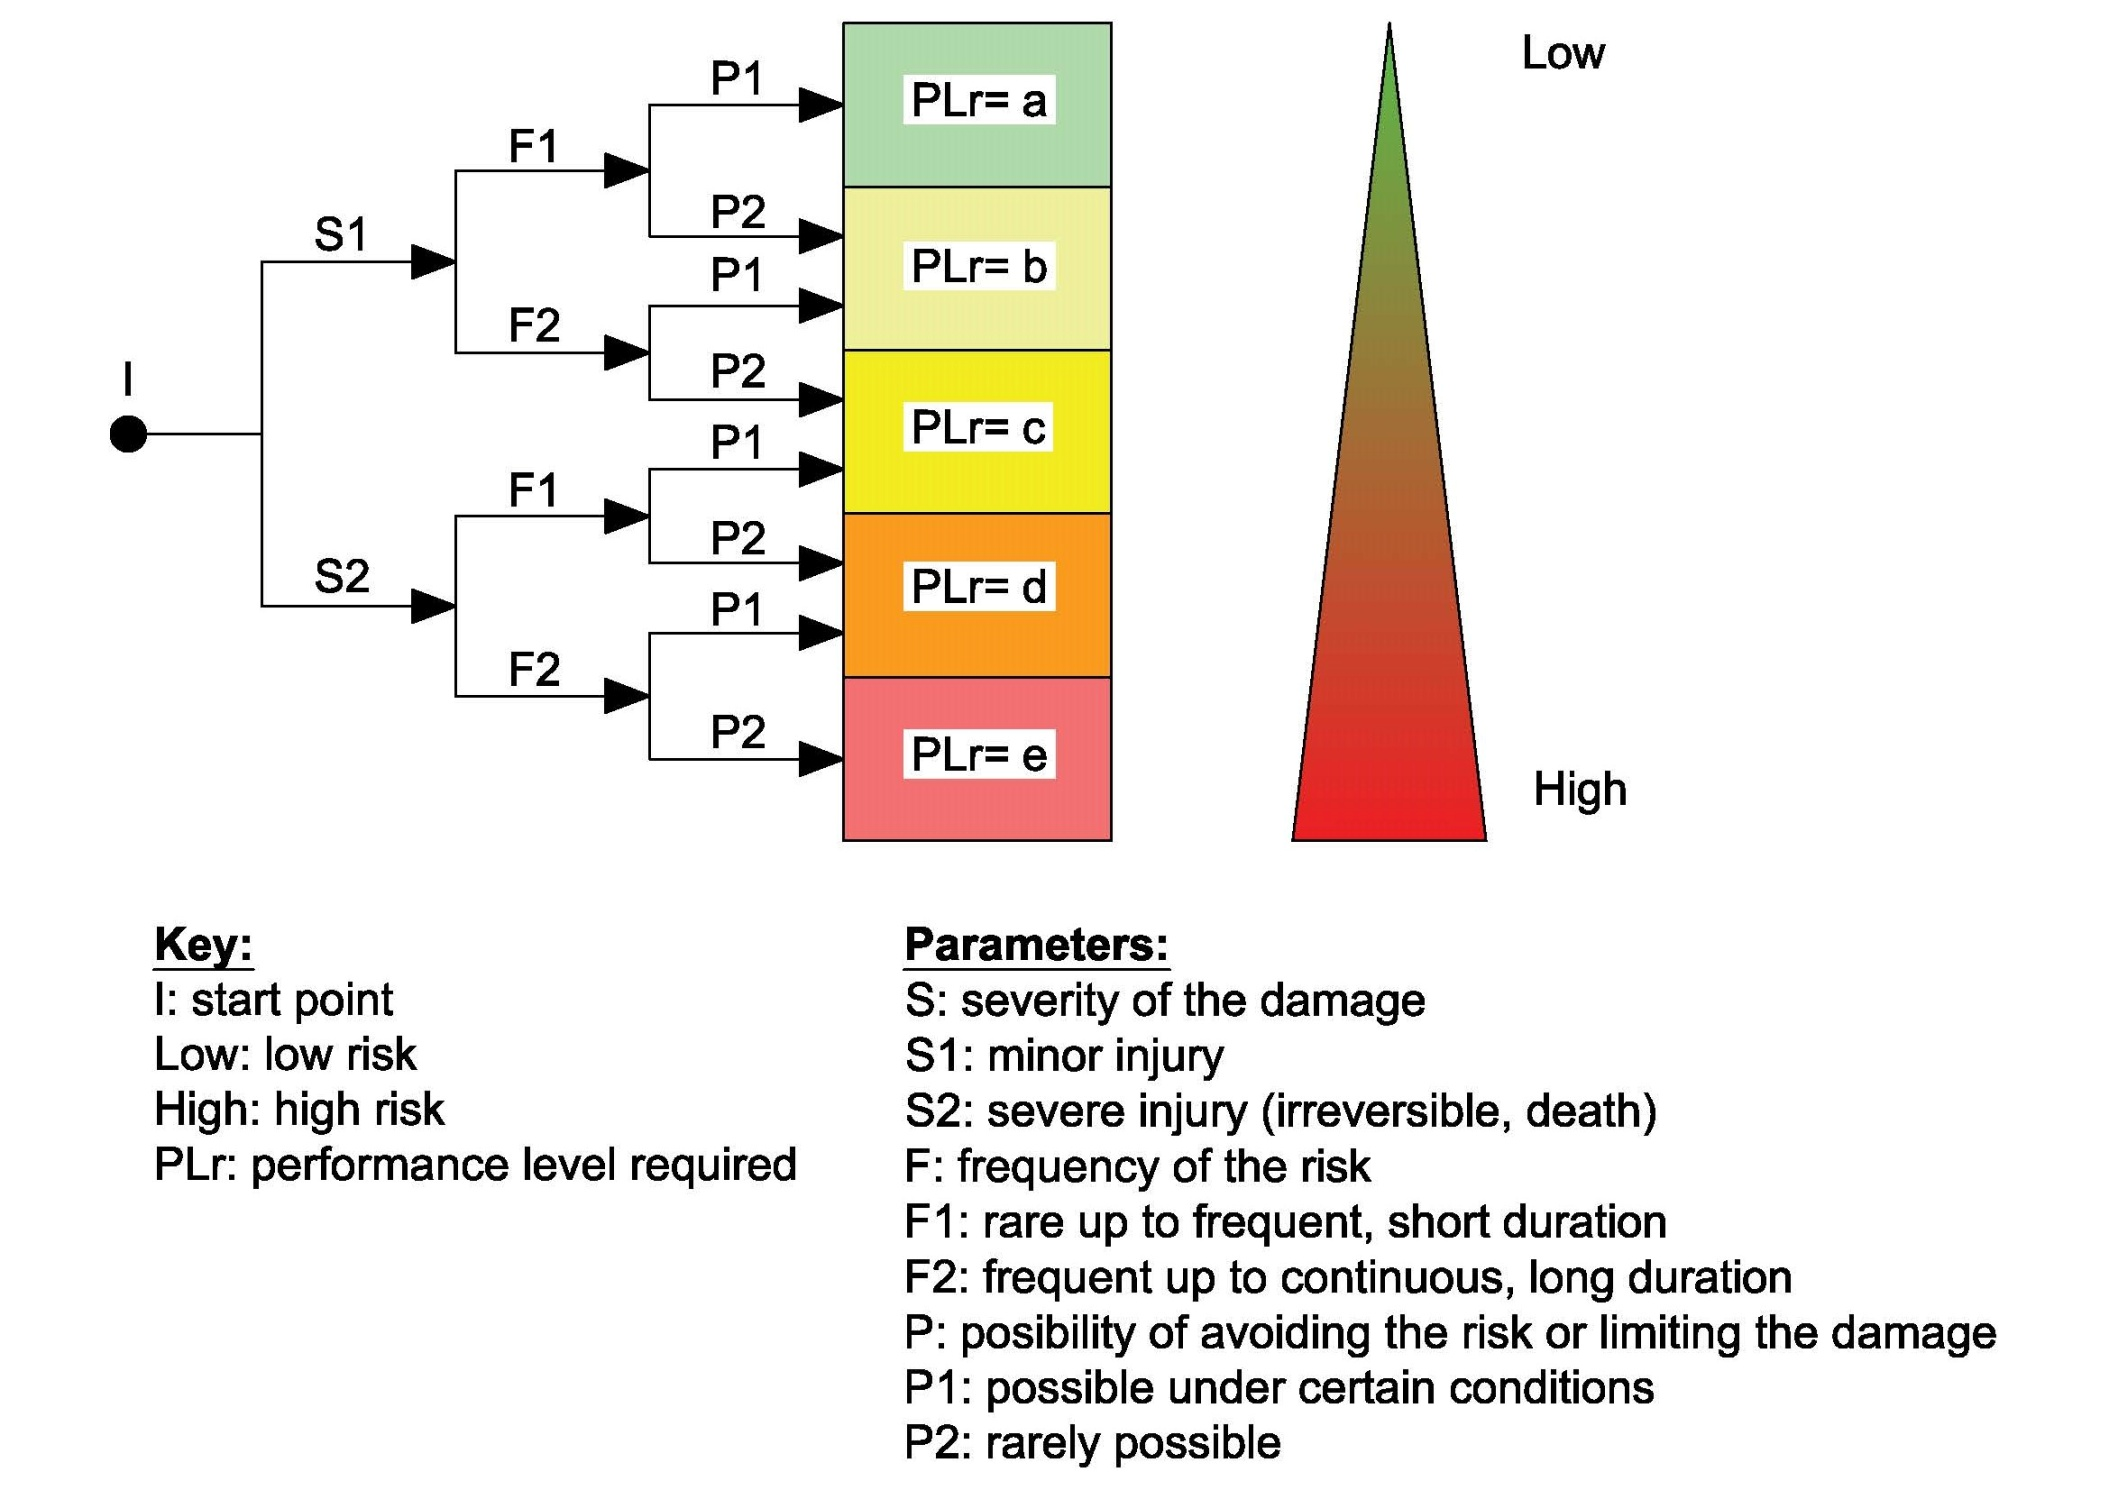 P1
PLr= a
Low
F1
P2
S1
P1
PLr= b
F2
I
P2
PLr= c
P1
F1
P2
S2
PLr= d
P1
F2
P2
PLr= e
High
Key:
I: start point
Low: low risk
High: high risk
PLr: performance level required
Parameters:
S: severity of the damage
S1: minor injury
S2: severe injury (irreversible, death)
F: frequency of the risk
F1: rare up to frequent, short duration
F2: frequent up to continuous, long duration
P: posibility of avoiding the risk or limiting the damage
P1: possible under certain conditions
P2: rarely possible